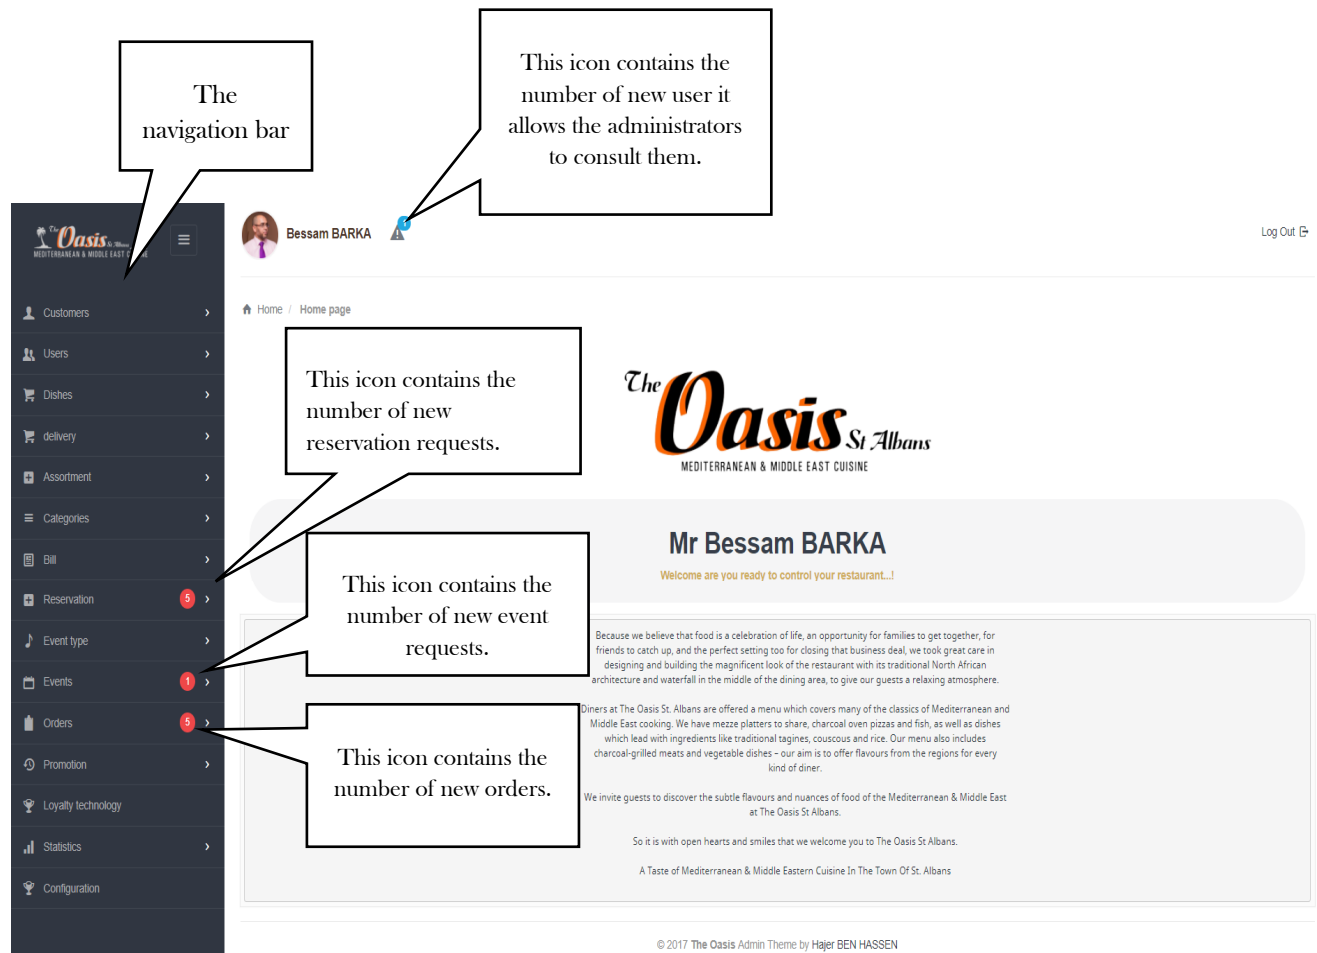 The
navigation bar
This icon contains the
number of new user it
allows the administrators
to consult them.
The Oasis St Albans
MEDITERRANEAN & MIDDLE EAST CUISINE
Bessam BARKA
Log Out
Home / Home page
Customers
Users
Dishes
delivery
Assortment
Categories
Bill
Reservation 5
Event type
Events 1
Orders 5
Promotion
Loyalty technology
Statistics
Configuration
This icon contains the
number of new
reservation requests.
This icon contains the
number of new event
requests.
This icon contains the
number of new orders.
The Oasis St Albans
MEDITERRANEAN & MIDDLE EAST CUISINE
Mr Bessam BARKA
Welcome are you ready to control your restaurant...!
Because we believe that food is a celebration of life, an opportunity for families to get together, for
friends to catch up, and the perfect setting too for closing that business deal, we took great care in
designing and building the magnificent look of the restaurant with its traditional North African
architecture and waterfall in the middle of the dining area, to give our guests a relaxing atmosphere.
Diners at The Oasis St. Albans are offered a menu which covers many of the classics of Mediterranean and
Middle East cooking. We have mezze platters to share, charcoal oven pizzas and fish, as well as dishes
which lead with ingredients like traditional tagines, couscous and rice. Our menu also includes
charcoal-grilled meats and vegetable dishes – our aim is to offer flavours from the regions for every
kind of diner.
We invite guests to discover the subtle flavours and nuances of food of the Mediterranean & Middle East
at The Oasis St Albans.
So it is with open hearts and smiles that we welcome you to The Oasis St Albans.
A Taste of Mediterranean & Middle Eastern Cuisine In The Town Of St. Albans
© 2017 The Oasis Admin Theme by Hajer BEN HASSEN